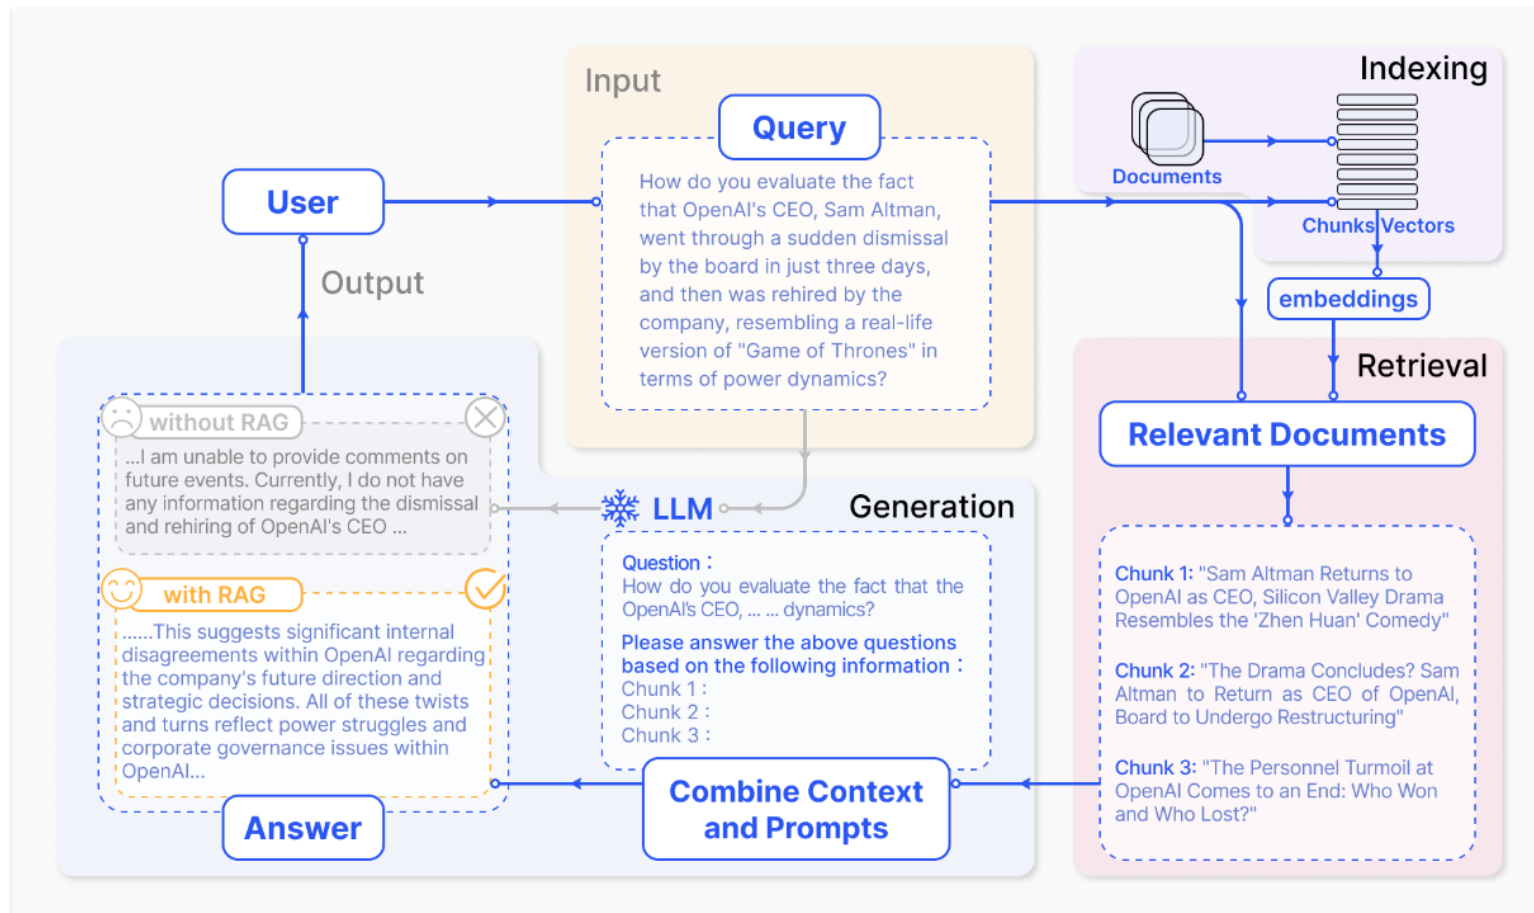 Input
Query
How do you evaluate the fact
that OpenAI's CEO, Sam Altman,
went through a sudden dismissal
by the board in just three days,
and then was rehired by the
company, resembling a real-life
version of "Game of Thrones" in
terms of power dynamics?
Indexing
Documents
Chunks Vectors
embeddings
User
Output
Retrieval
Relevant Documents
Chunk 1: "Sam Altman Returns to
OpenAI as CEO, Silicon Valley Drama
Resembles the 'Zhen Huan' Comedy"
Chunk 2: "The Drama Concludes? Sam
Altman to Return as CEO of OpenAI,
Board to Undergo Restructuring"
Chunk 3: "The Personnel Turmoil at
OpenAI Comes to an End: Who Won
and Who Lost?"
LLM
Generation
Question :
How do you evaluate the fact that the
OpenAI's CEO, ... ... dynamics?
Please answer the above questions
based on the following information :
Chunk 1 :
Chunk 2 :
Chunk 3 :
Combine Context
and Prompts
without RAG
...I am unable to provide comments on
future events. Currently, I do not have
any information regarding the dismissal
and rehiring of OpenAI's CEO ...
with RAG
......This suggests significant internal
disagreements within OpenAI regarding
the company's future direction and
strategic decisions. All of these twists
and turns reflect power struggles and
corporate governance issues within
OpenAI...
Answer